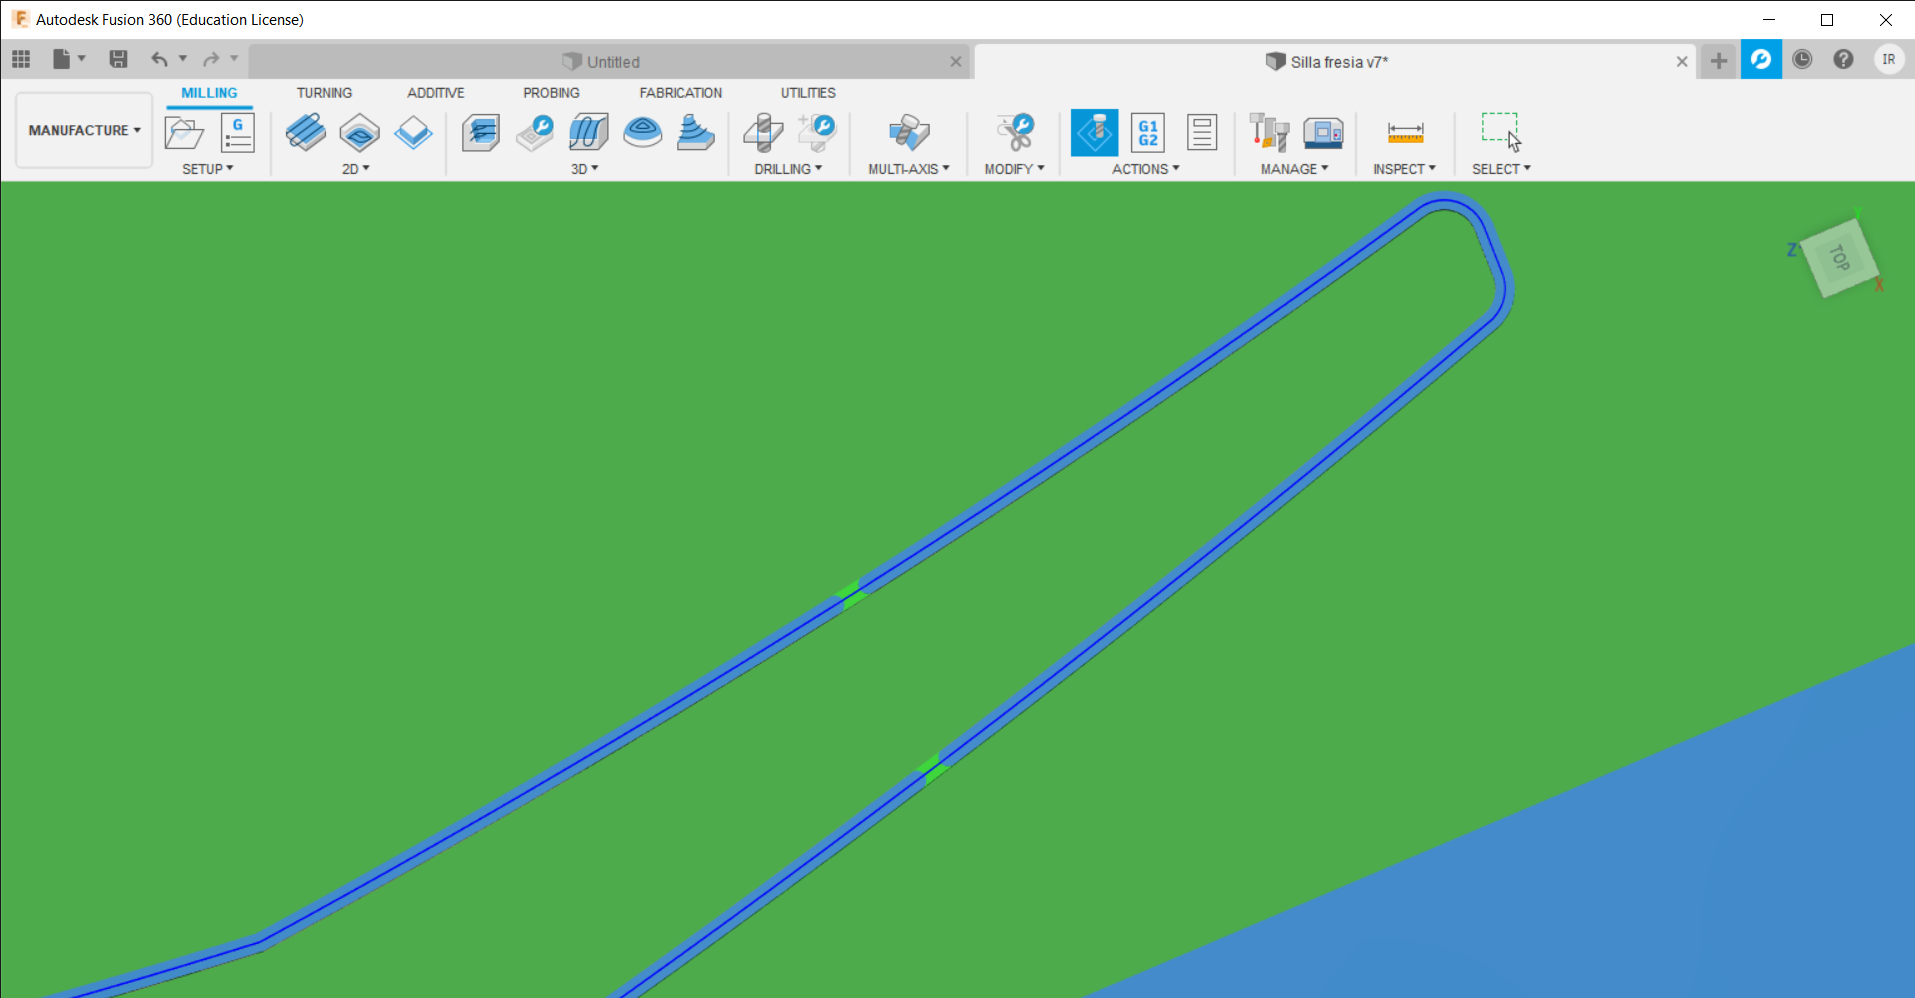 F Autodesk Fusion 360 (Education License)
Untitled
Silla fresia v7*
IR
MANUFACTURE
MILLING TURNING ADDITIVE PROBING FABRICATION UTILITIES
G
G1
G2
SETUP 2D 3D DRILLING MULTI-AXIS MODIFY ACTIONS MANAGE INSPECT SELECT
Y
Z
TOP
X